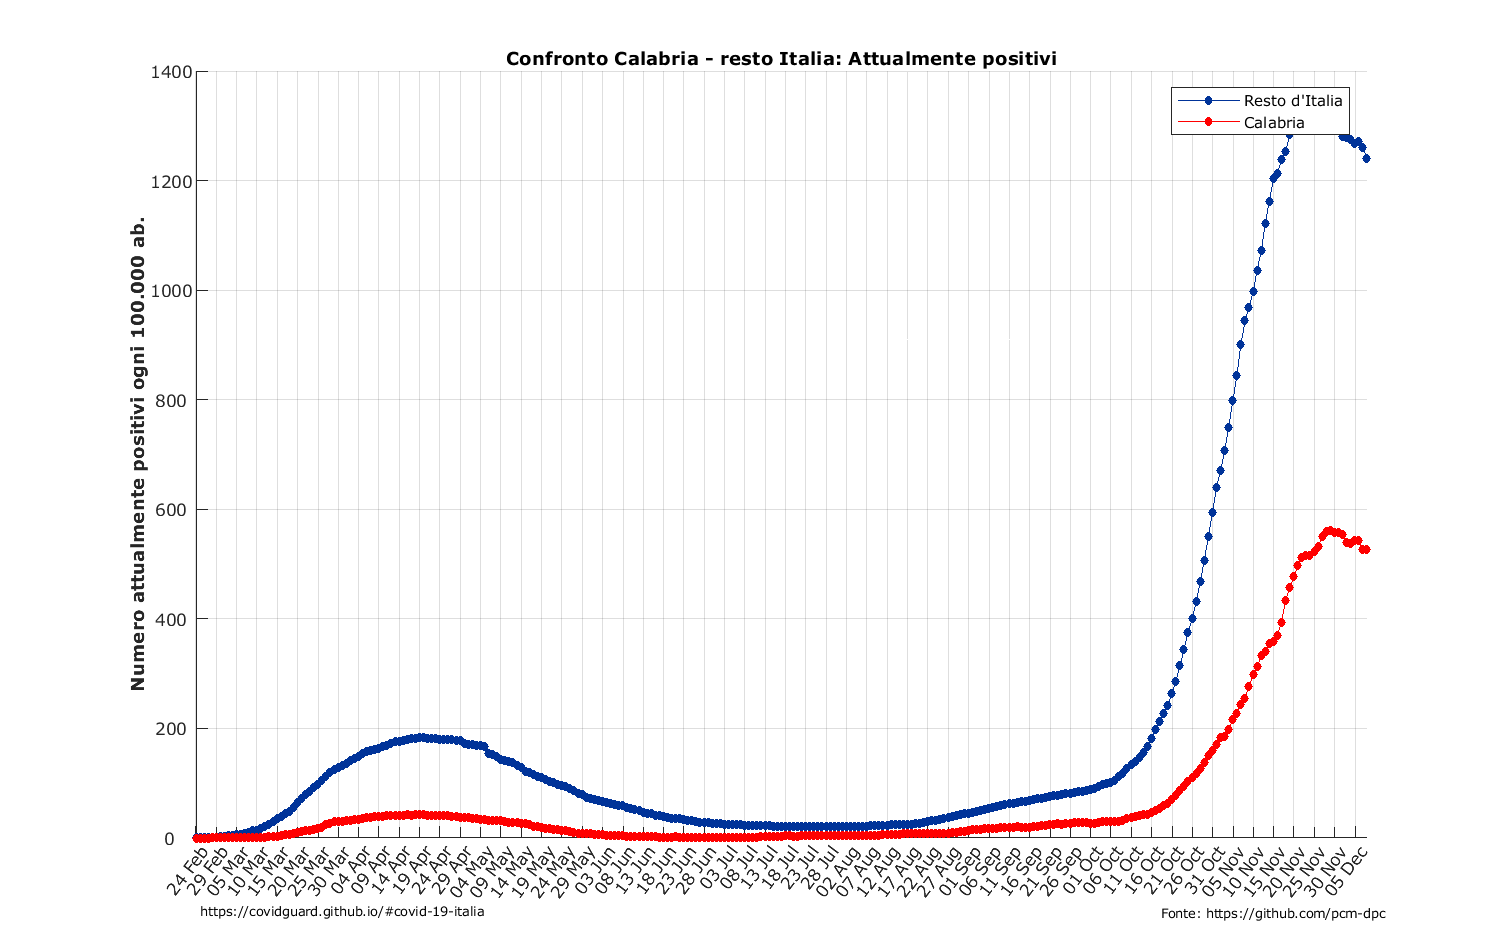 Confronto Calabria - resto Italia: Attualmente positivi
Resto d'Italia
Calabria
Numero attualmente positivi ogni 100.000 ab.
1400
1200
1000
800
600
400
200
0
24 Feb
29 Feb
05 Mar
10 Mar
15 Mar
20 Mar
25 Mar
30 Mar
04 Apr
09 Apr
14 Apr
19 Apr
24 Apr
29 Apr
04 May
09 May
14 May
19 May
24 May
29 May
03 Jun
08 Jun
13 Jun
18 Jun
23 Jun
28 Jun
03 Jul
08 Jul
13 Jul
18 Jul
23 Jul
28 Jul
02 Aug
07 Aug
12 Aug
17 Aug
22 Aug
27 Aug
01 Sep
06 Sep
11 Sep
16 Sep
21 Sep
26 Sep
01 Oct
06 Oct
11 Oct
16 Oct
21 Oct
26 Oct
31 Oct
05 Nov
10 Nov
15 Nov
20 Nov
25 Nov
30 Nov
05 Dec
https://covidguard.github.io/#covid-19-italia
Fonte: https://github.com/pcm-dpc